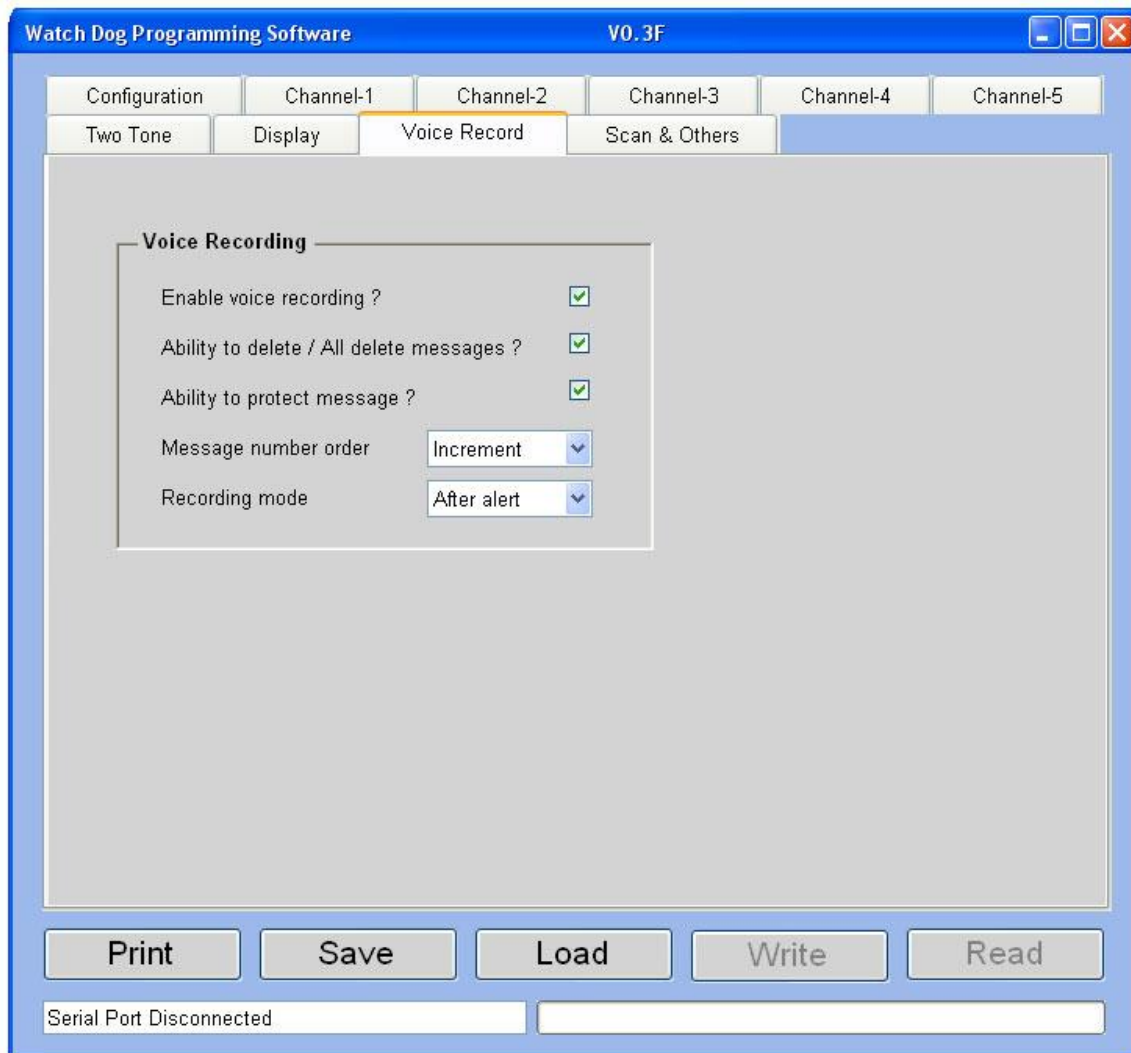 Watch Dog Programming Software V0.3F
Configuration Channel-1 Channel-2 Channel-3 Channel-4 Channel-5
Two Tone Display Voice Record Scan & Others
Voice Recording
Enable voice recording ?
Ability to delete / All delete messages ?
Ability to protect message ?
Message number order Increment
Recording mode After alert
Print Save Load Write Read
Serial Port Disconnected